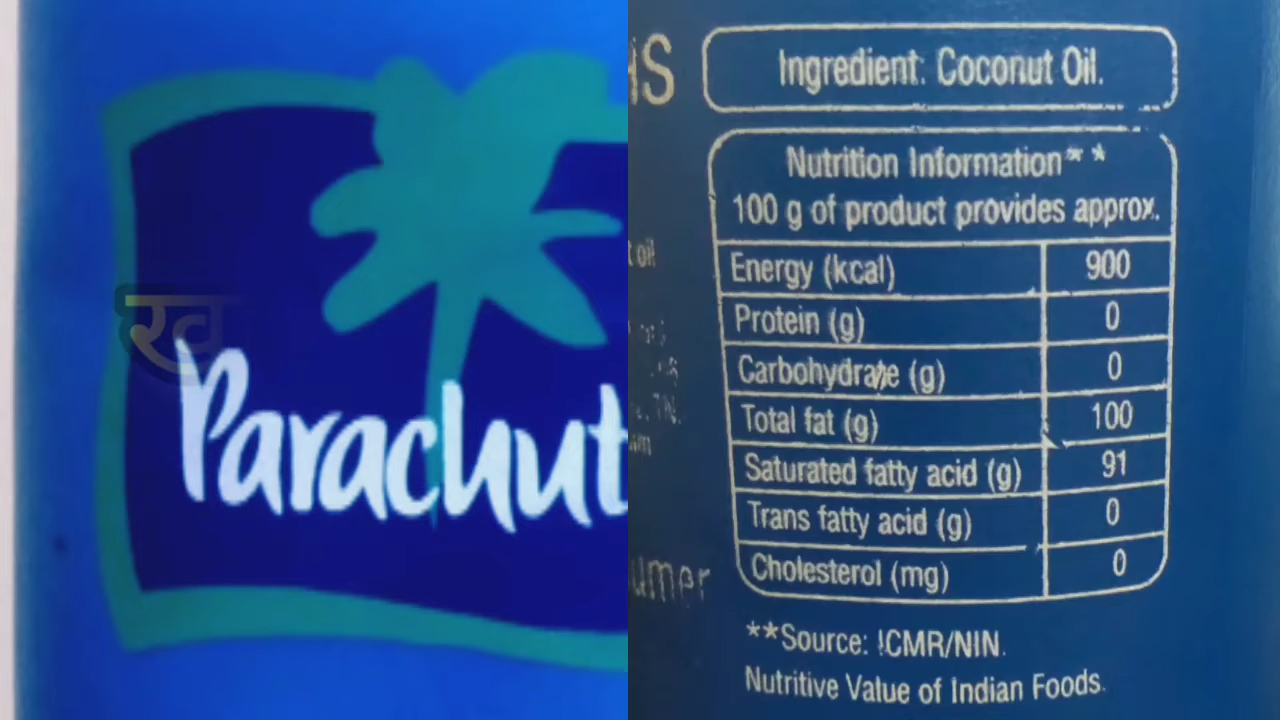 Parachut
ख
Ingredient: Coconut Oil.
Nutrition Information**
100 g of product provides approx.
Energy (kcal) 900
Protein (g) 0
Carbohydrate (g) 0
Total fat (g) 100
Saturated fatty acid (g) 91
Trans fatty acid (g) 0
Cholesterol (mg) 0
**Source: ICMR/NIN.
Nutritive Value of Indian Foods.
t oil
umer